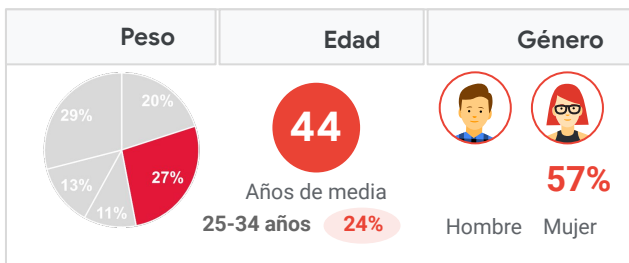 Peso
Edad
Género
29%
20%
27%
13%
11%
44
Años de media
25-34 años 24%
57%
Hombre Mujer